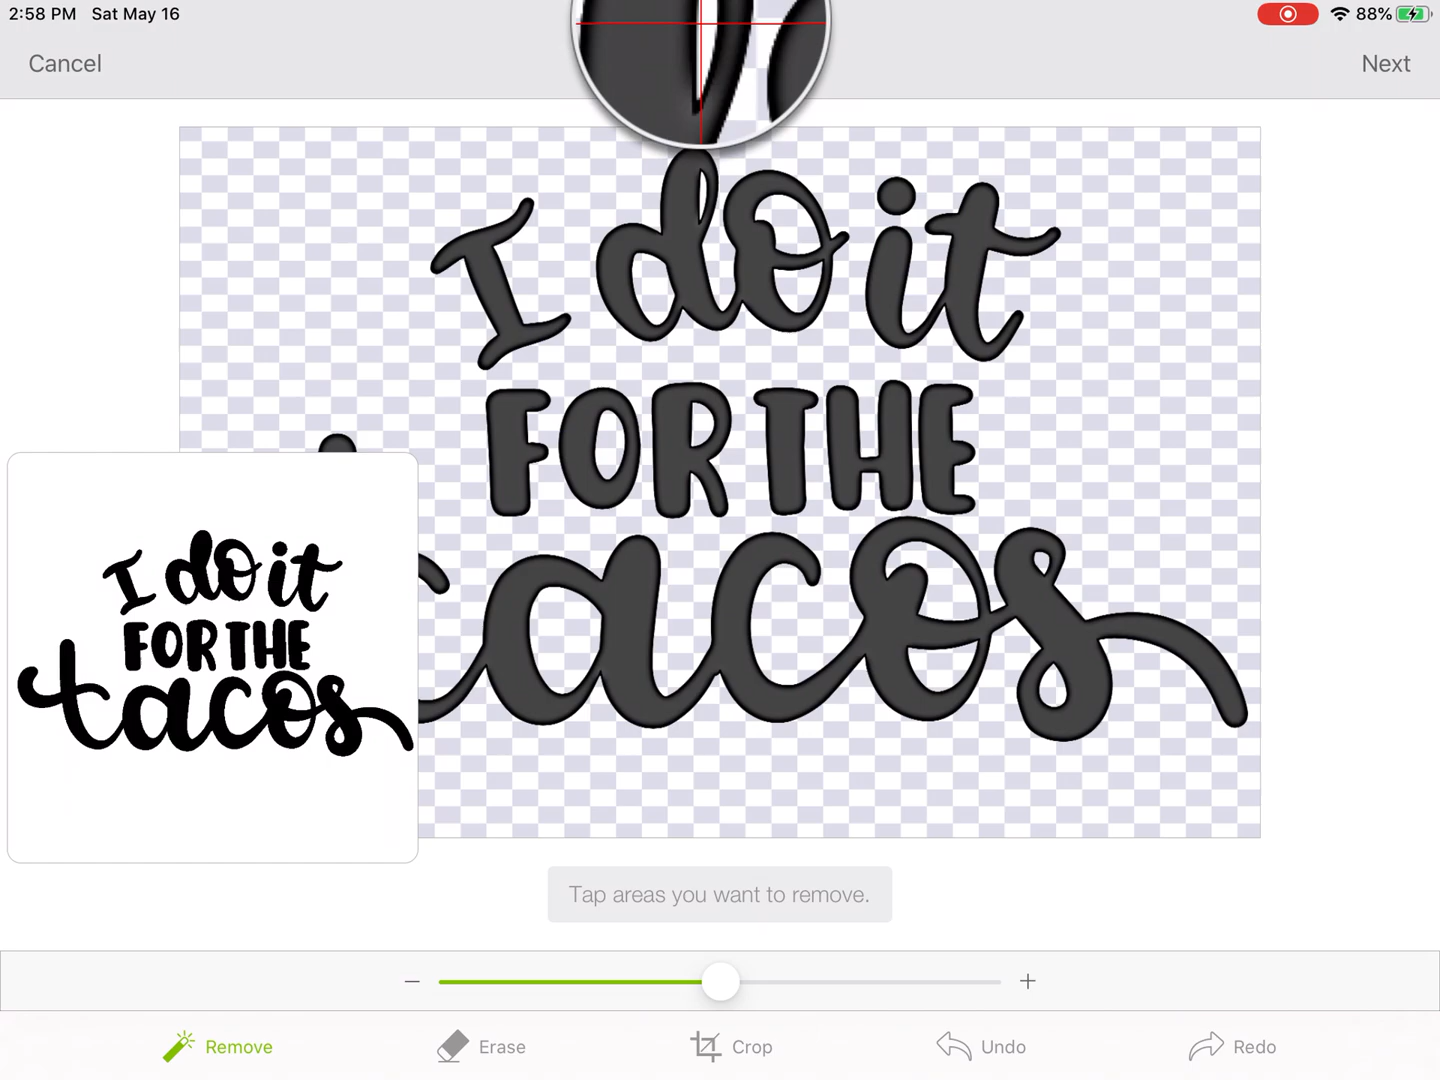 2:58 PM Sat May 16
88%
Cancel
Next
I do it
FOR THE
tacos
I do it
FOR THE
tacos
Tap areas you want to remove.
− +
Remove Erase Crop Undo Redo